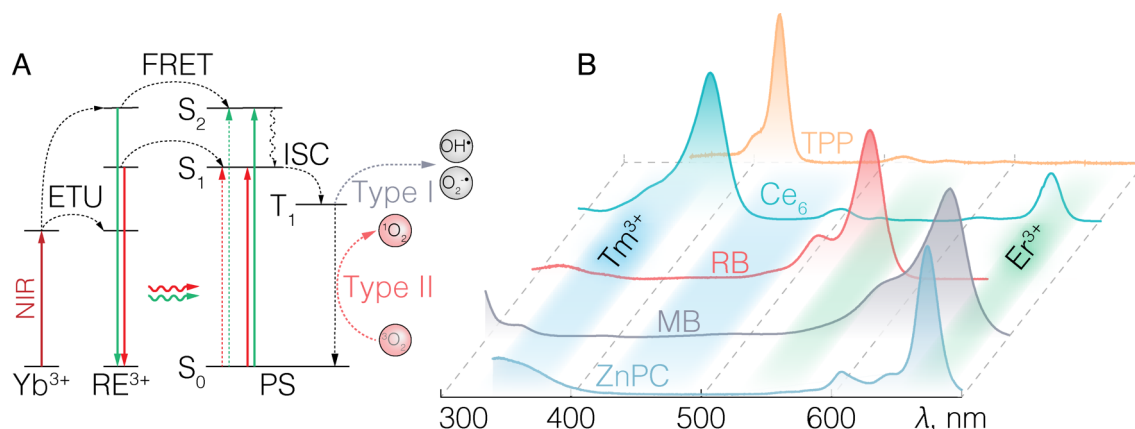 A
FRET
S₂
OH•
ISC
S₁
ETU
O₂⁻•
Type I
T₁
¹O₂
NIR
Type II
³O₂
S₀
Yb³⁺
RE³⁺
PS
B
TPP
Ce₆
Tm³⁺
Er³⁺
RB
MB
ZnPC
300
400
500
600
λ, nm